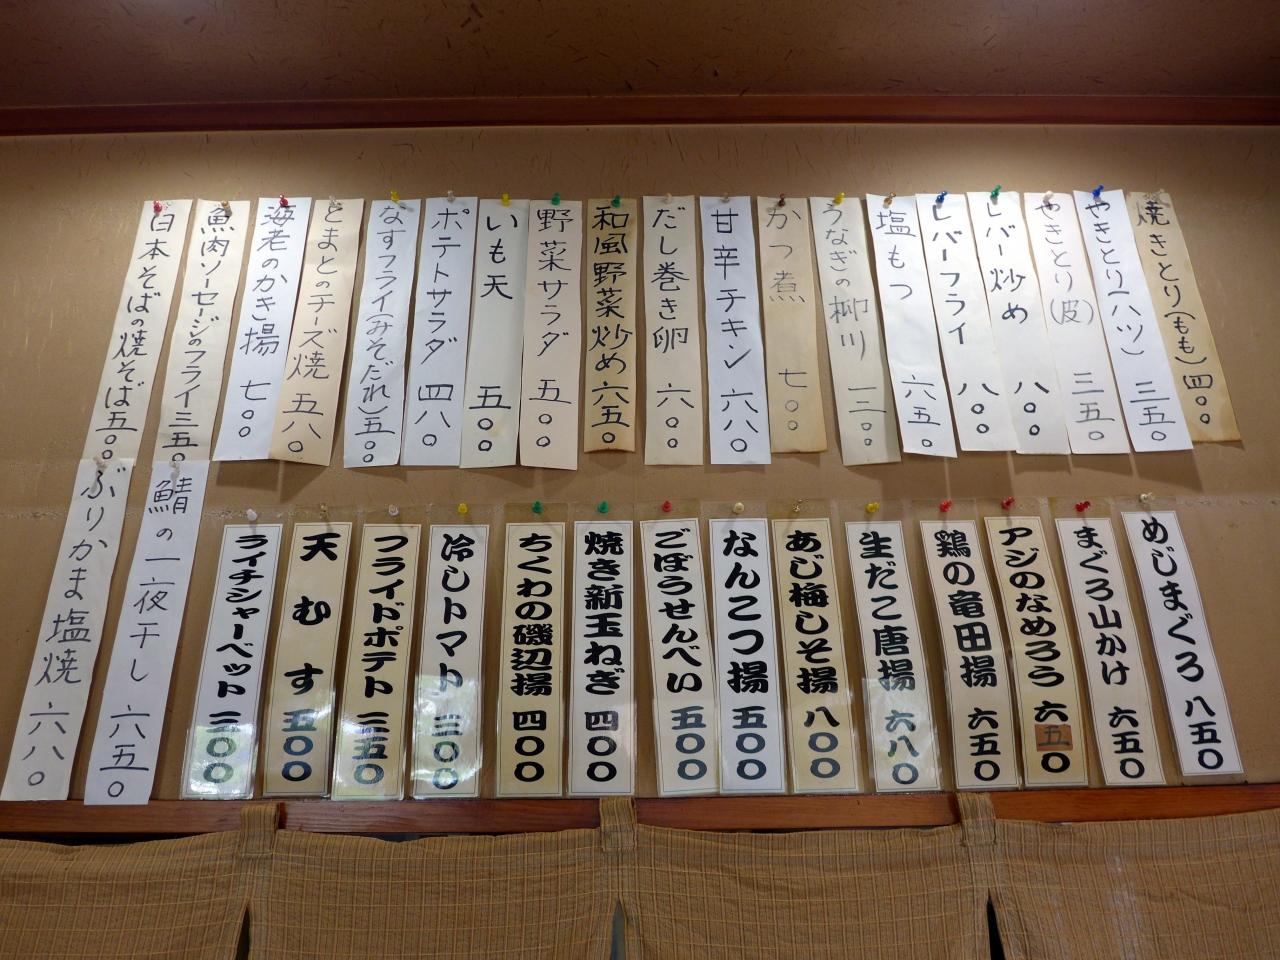 焼きとり(もも)四〇〇
やきとり(ハツ)三五〇
やきとり(皮)三五〇
レバー炒め八〇〇
レバーフライ八〇〇
塩もつ六五〇
うなぎの柳川一二〇〇
かつ煮七〇〇
甘辛チキン六八〇
だし巻き卵六〇〇
和風野菜炒め六五〇
野菜サラダ五〇〇
いも天五〇〇
ポテトサラダ四八〇
なすフライ(みそだれ)五〇〇
とまとのチーズ焼五八〇
海老のかき揚七〇〇
魚肉ソーセージのフライ三五〇
日本そばの焼そば五〇〇
めじまぐろ八五〇
まぐろ山かけ六五〇
アジのなめろう六五〇
鶏の竜田揚六五〇
生だこ唐揚六八〇
あじ梅しそ揚八〇〇
なんこつ揚五〇〇
ごぼうせんべい五〇〇
焼き新玉ねぎ四〇〇
ちくわの磯辺揚四〇〇
冷しトマト三〇〇
フライドポテト三五〇
天むす五〇〇
ライチシャーベット三〇〇
鯖の一夜干し六五〇
ぶりかま塩焼六八〇